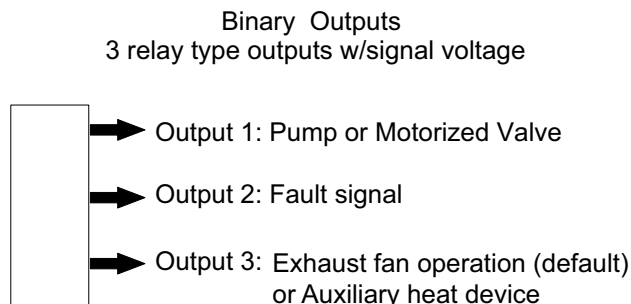 Binary Outputs
3 relay type outputs w/signal voltage
Output 1: Pump or Motorized Valve
Output 2: Fault signal
Output 3: Exhaust fan operation (default)
or Auxiliary heat device